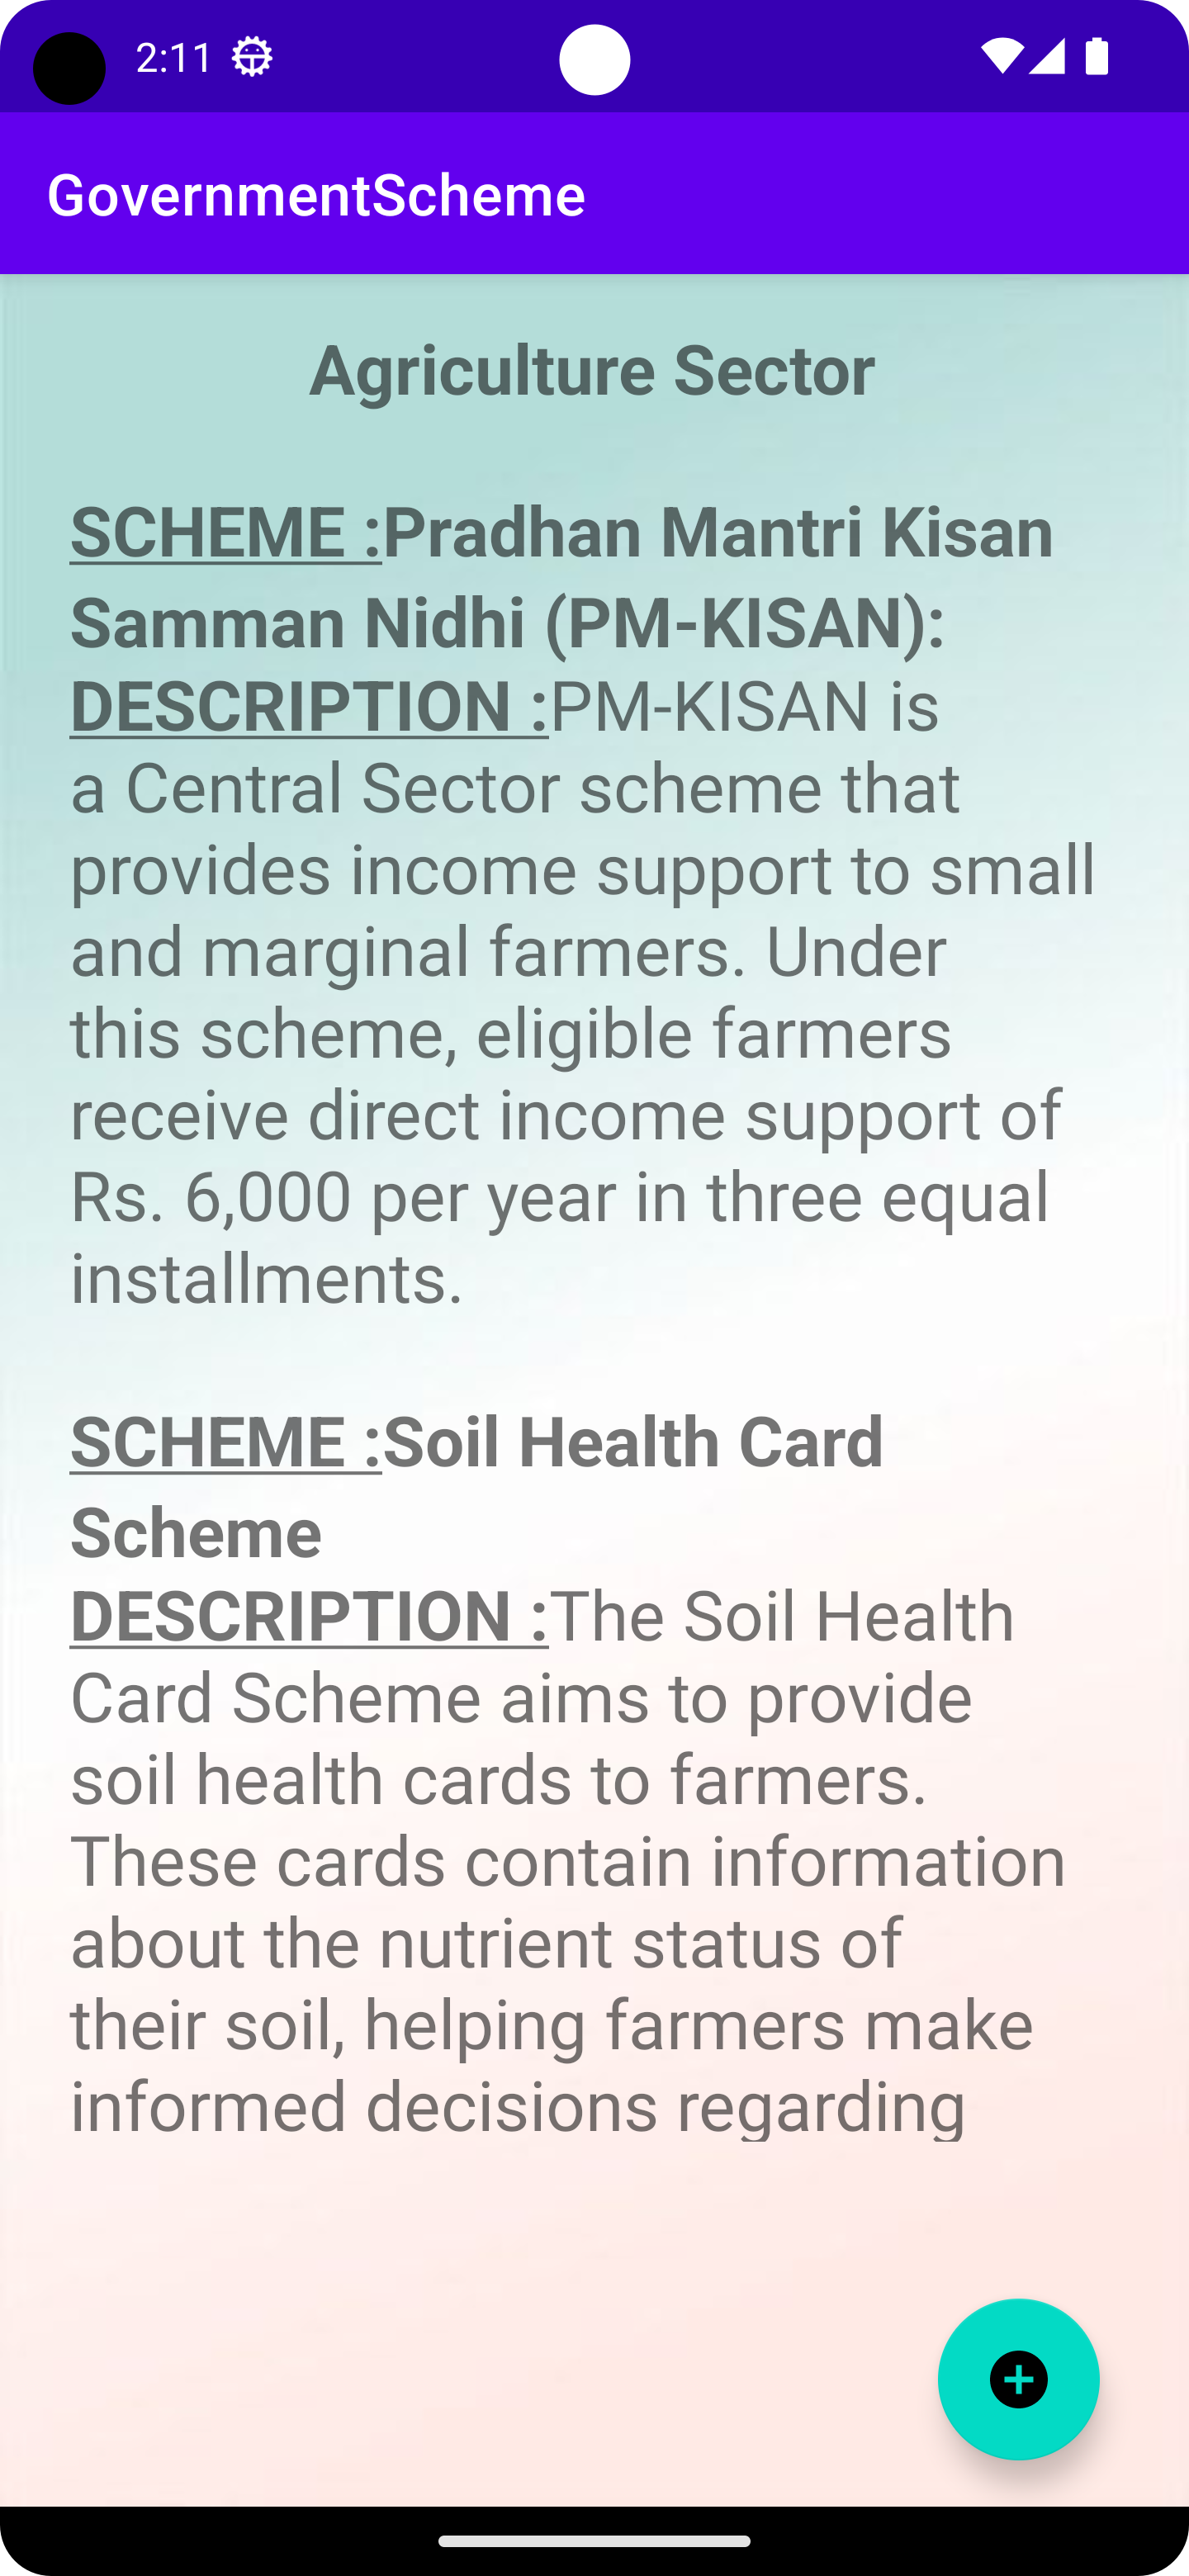 2:11
GovernmentScheme
Agriculture Sector
SCHEME :Pradhan Mantri Kisan
Samman Nidhi (PM-KISAN):
DESCRIPTION :PM-KISAN is
a Central Sector scheme that
provides income support to small
and marginal farmers. Under
this scheme, eligible farmers
receive direct income support of
Rs. 6,000 per year in three equal
installments.
SCHEME :Soil Health Card
Scheme
DESCRIPTION :The Soil Health
Card Scheme aims to provide
soil health cards to farmers.
These cards contain information
about the nutrient status of
their soil, helping farmers make
informed decisions regarding